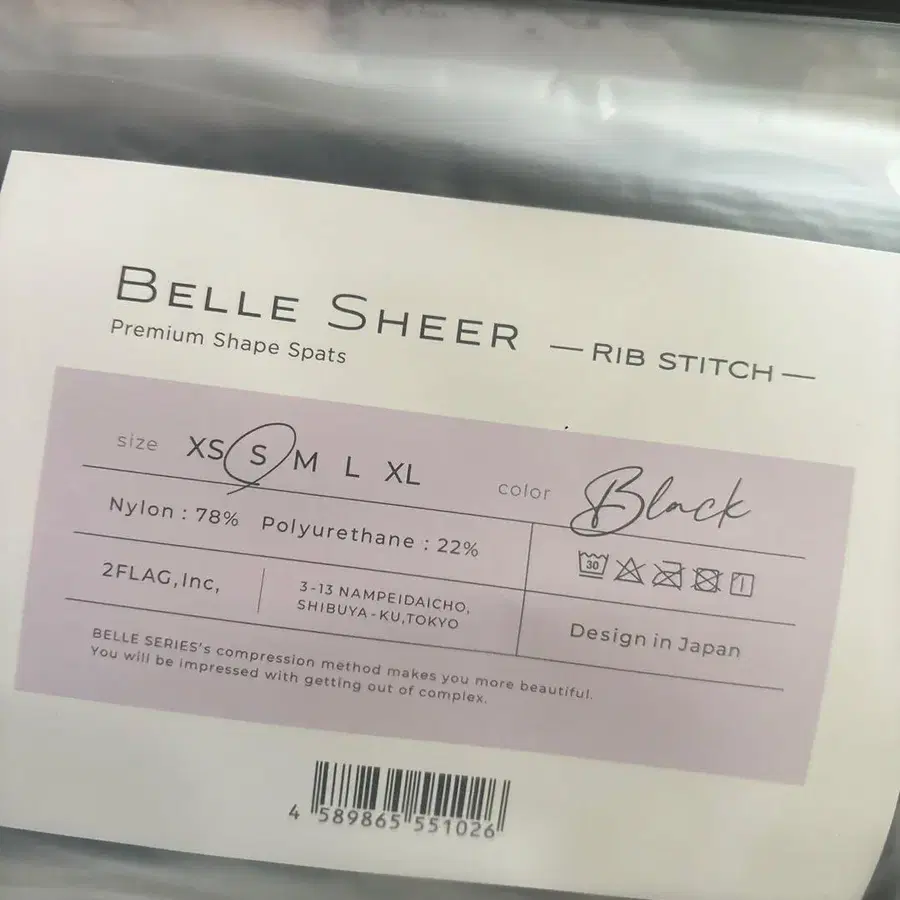 BELLE SHEER —RIB STITCH—
Premium Shape Spats
size XS S M L XL
color Black
Nylon : 78% Polyurethane : 22%
30
2FLAG,Inc,
3-13 NAMPEIDAICHO,
SHIBUYA-KU,TOKYO
Design in Japan
BELLE SERIES's compression method makes you more beautiful.
You will be impressed with getting out of complex.
4 589865 551026